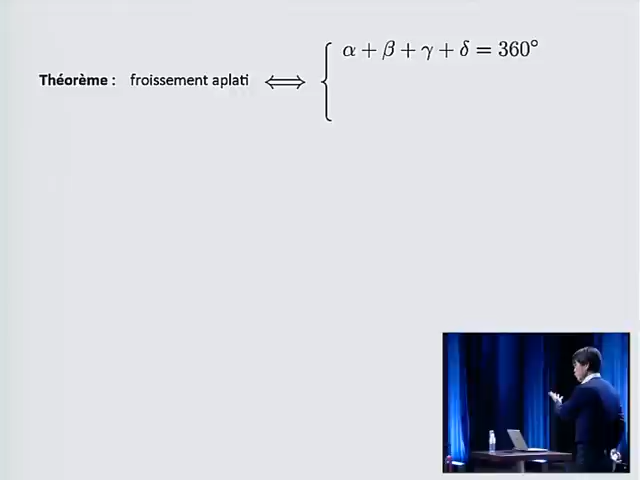 α + β + γ + δ = 360°
Théorème : froissement aplati ⟺ {